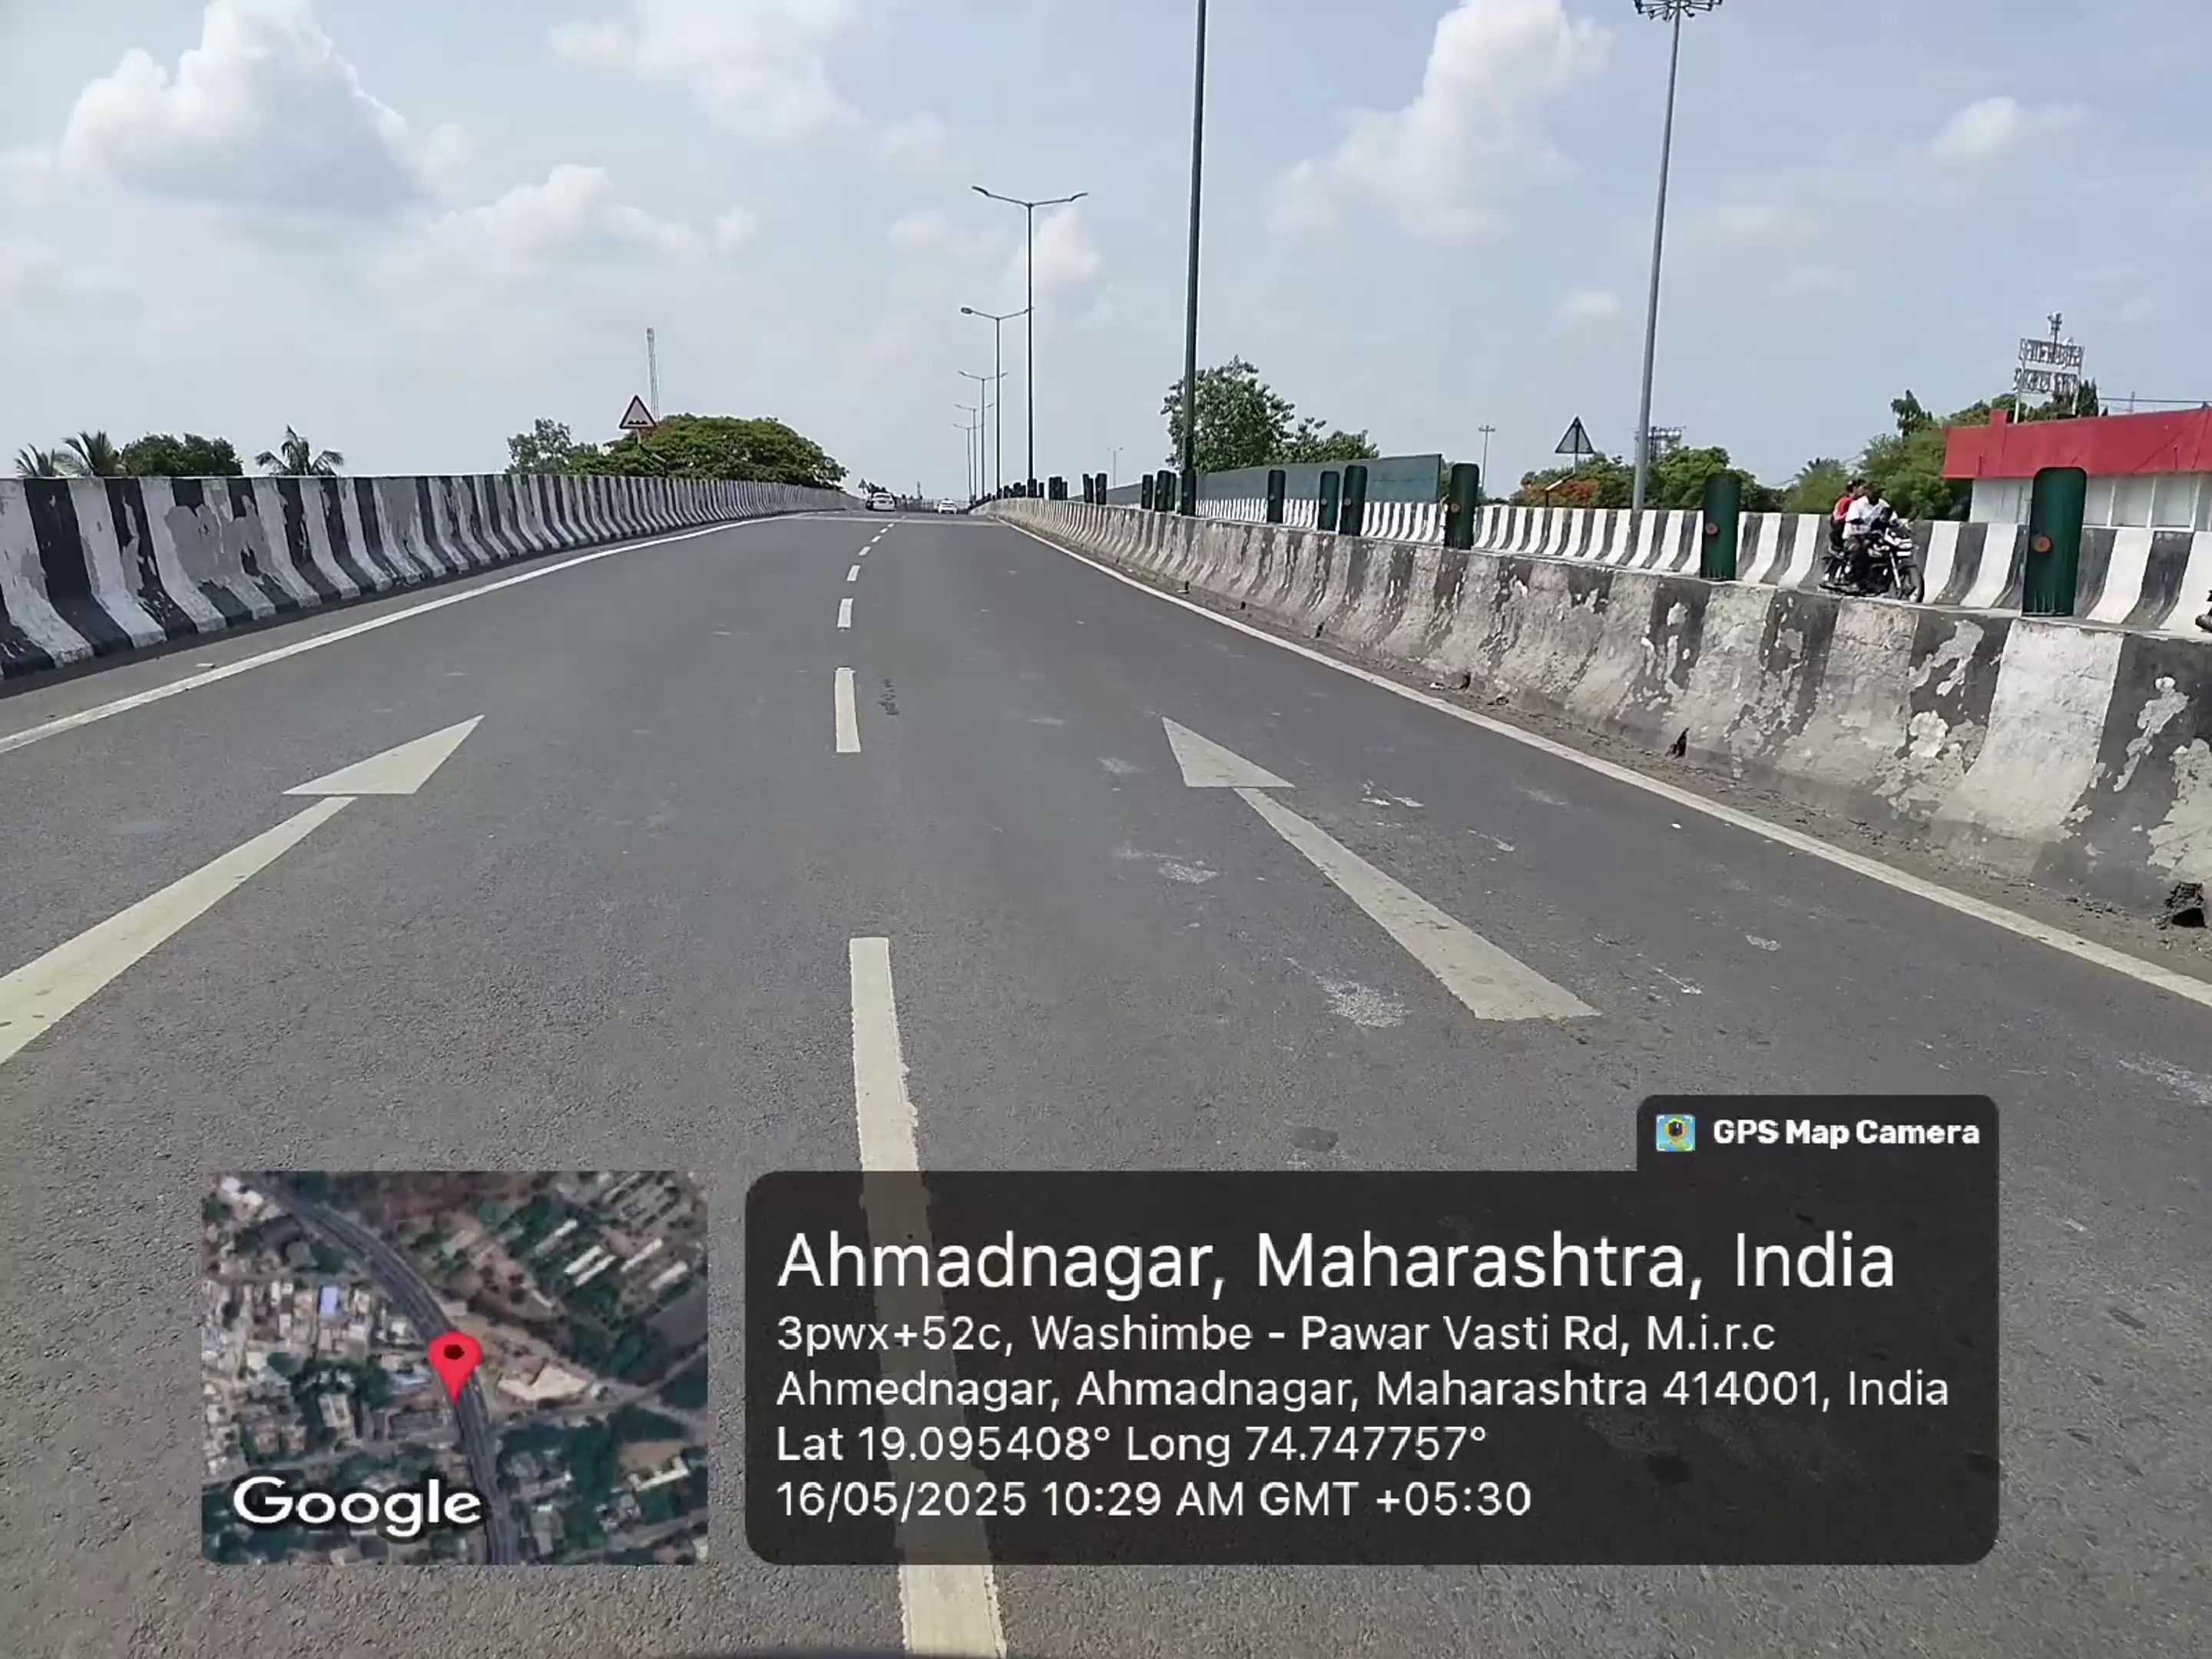 GPS Map Camera
Ahmadnagar, Maharashtra, India
3pwx+52c, Washimbe - Pawar Vasti Rd, M.i.r.c
Ahmednagar, Ahmadnagar, Maharashtra 414001, India
Lat 19.095408° Long 74.747757°
16/05/2025 10:29 AM GMT +05:30
Google